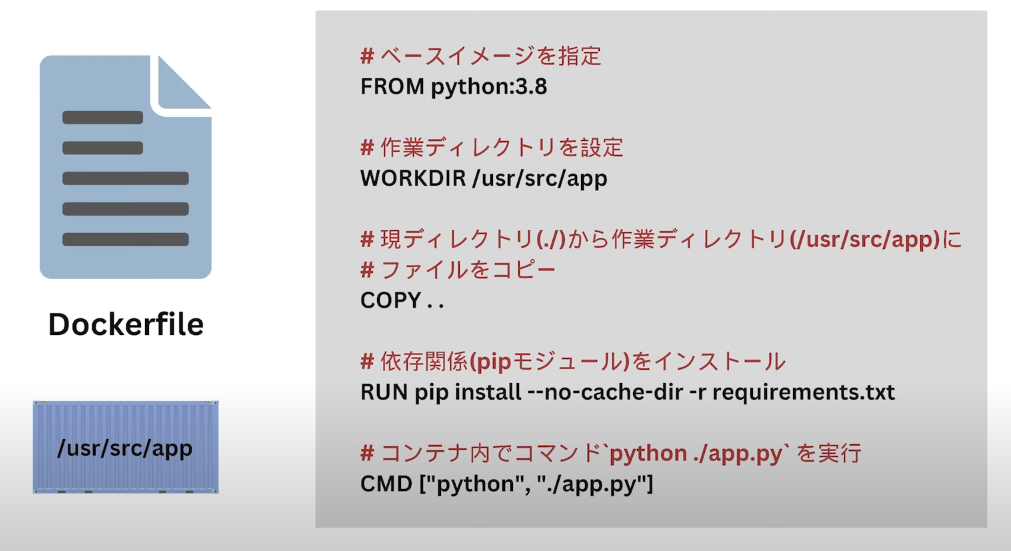 # ベースイメージを指定
FROM python:3.8
# 作業ディレクトリを設定
WORKDIR /usr/src/app
# 現ディレクトリ(./)から作業ディレクトリ(/usr/src/app)に
# ファイルをコピー
COPY . .
# 依存関係(pipモジュール)をインストール
RUN pip install --no-cache-dir -r requirements.txt
# コンテナ内でコマンド`python ./app.py` を実行
CMD ["python", "./app.py"]
Dockerfile
/usr/src/app